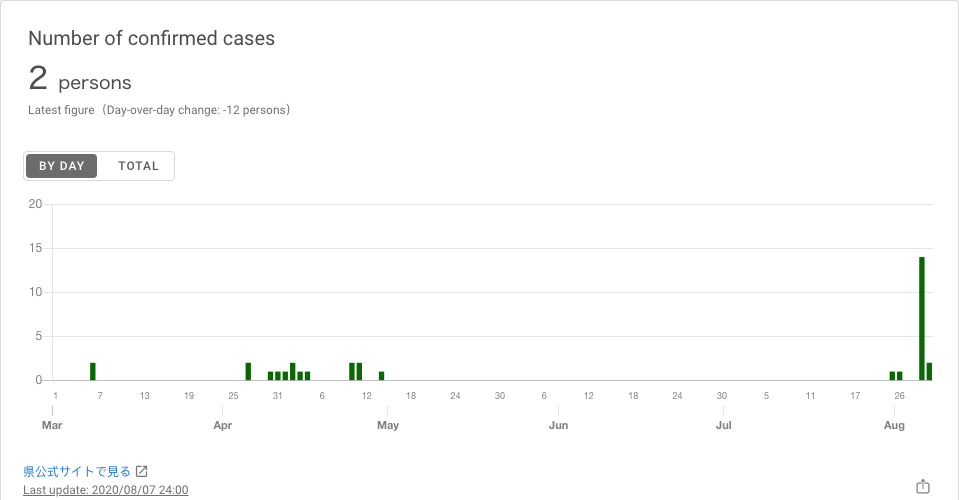 Number of confirmed cases
2 persons
Latest figure（Day-over-day change: -12 persons）
BY DAY TOTAL
20
15
10
5
0
1 7 13 19 25 31 6 12 18 24 30 6 12 18 24 30 5 11 17 26
Mar Apr May Jun Jul Aug
県公式サイトで見る
Last update: 2020/08/07 24:00